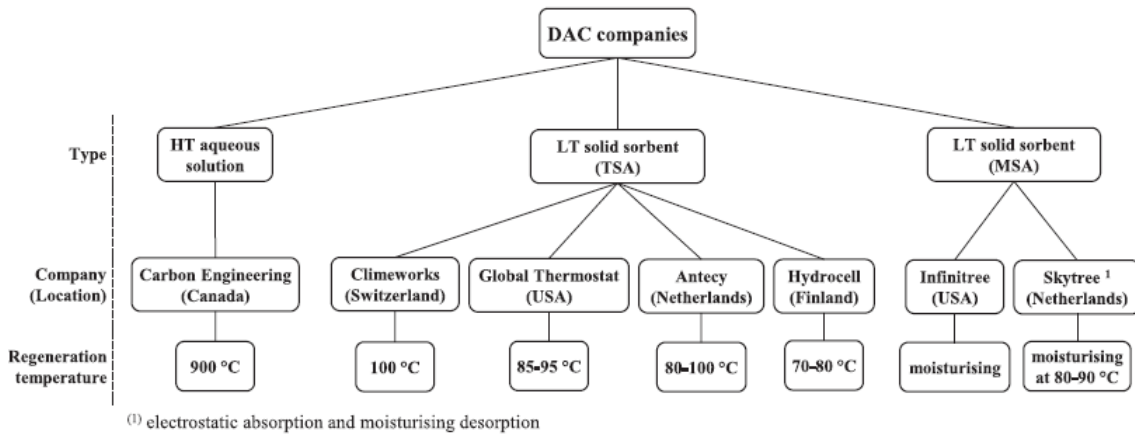 DAC companies
Type
HT aqueous
solution
LT solid sorbent
(TSA)
LT solid sorbent
(MSA)
Company
(Location)
Carbon Engineering
(Canada)
Climeworks
(Switzerland)
Global Thermostat
(USA)
Antecy
(Netherlands)
Hydrocell
(Finland)
Infinitree
(USA)
Skytree ¹
(Netherlands)
Regeneration
temperature
900 °C
100 °C
85–95 °C
80–100 °C
70–80 °C
moisturising
moisturising
at 80–90 °C
⁽¹⁾ electrostatic absorption and moisturising desorption